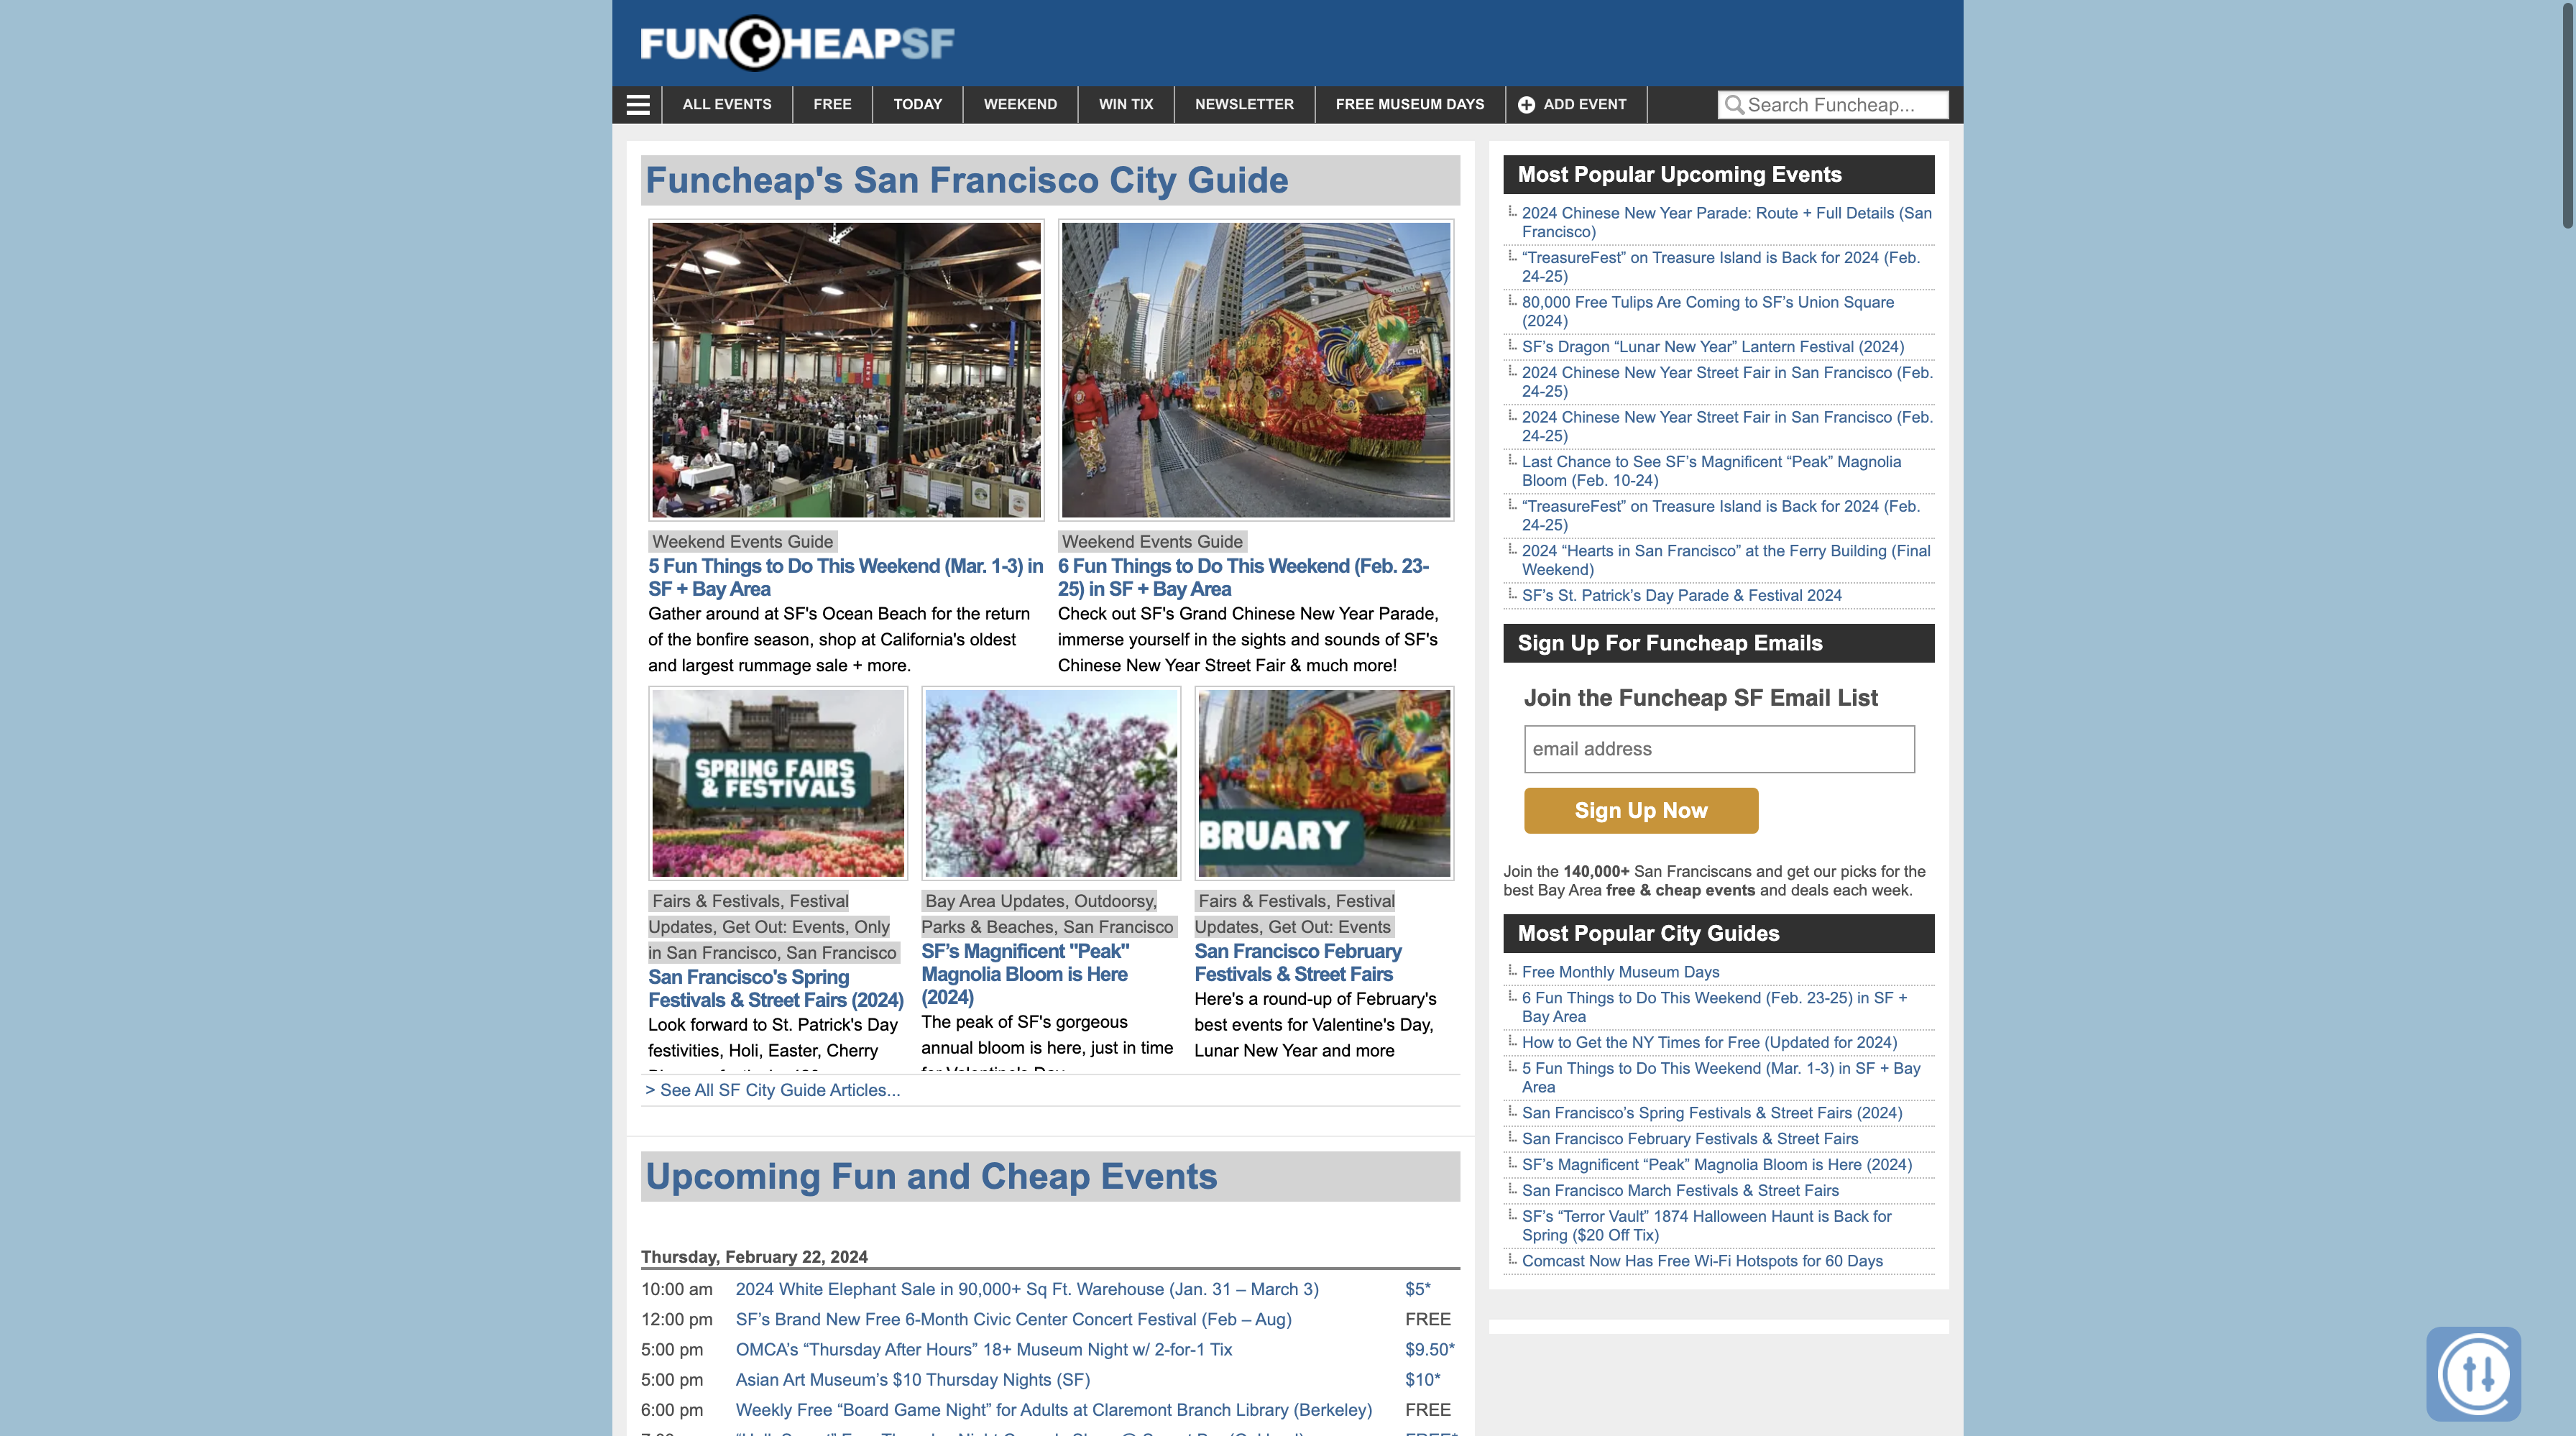 FUNCHEAPSF
ALL EVENTS
FREE
TODAY
WEEKEND
WIN TIX
NEWSLETTER
FREE MUSEUM DAYS
ADD EVENT
Search Funcheap...
Funcheap's San Francisco City Guide
Weekend Events Guide
5 Fun Things to Do This Weekend (Mar. 1-3) in
SF + Bay Area
Gather around at SF's Ocean Beach for the return
of the bonfire season, shop at California's oldest
and largest rummage sale + more.
Weekend Events Guide
6 Fun Things to Do This Weekend (Feb. 23-
25) in SF + Bay Area
Check out SF's Grand Chinese New Year Parade,
immerse yourself in the sights and sounds of SF's
Chinese New Year Street Fair & much more!
SPRING FAIRS
& FESTIVALS
Fairs & Festivals, Festival
Updates, Get Out: Events, Only
in San Francisco, San Francisco
San Francisco's Spring
Festivals & Street Fairs (2024)
Look forward to St. Patrick's Day
festivities, Holi, Easter, Cherry
Bay Area Updates, Outdoorsy,
Parks & Beaches, San Francisco
SF’s Magnificent "Peak"
Magnolia Bloom is Here
(2024)
The peak of SF's gorgeous
annual bloom is here, just in time
for Valentine's Day
BRUARY
Fairs & Festivals, Festival
Updates, Get Out: Events
San Francisco February
Festivals & Street Fairs
Here's a round-up of February's
best events for Valentine's Day,
Lunar New Year and more
> See All SF City Guide Articles...
Upcoming Fun and Cheap Events
Thursday, February 22, 2024
10:00 am 2024 White Elephant Sale in 90,000+ Sq Ft. Warehouse (Jan. 31 – March 3) $5*
12:00 pm SF’s Brand New Free 6-Month Civic Center Concert Festival (Feb – Aug) FREE
5:00 pm OMCA’s “Thursday After Hours” 18+ Museum Night w/ 2-for-1 Tix $9.50*
5:00 pm Asian Art Museum’s $10 Thursday Nights (SF) $10*
6:00 pm Weekly Free “Board Game Night” for Adults at Claremont Branch Library (Berkeley) FREE
Most Popular Upcoming Events
2024 Chinese New Year Parade: Route + Full Details (San
Francisco)
“TreasureFest” on Treasure Island is Back for 2024 (Feb.
24-25)
80,000 Free Tulips Are Coming to SF’s Union Square
(2024)
SF’s Dragon “Lunar New Year” Lantern Festival (2024)
2024 Chinese New Year Street Fair in San Francisco (Feb.
24-25)
2024 Chinese New Year Street Fair in San Francisco (Feb.
24-25)
Last Chance to See SF’s Magnificent “Peak” Magnolia
Bloom (Feb. 10-24)
“TreasureFest” on Treasure Island is Back for 2024 (Feb.
24-25)
2024 “Hearts in San Francisco” at the Ferry Building (Final
Weekend)
SF’s St. Patrick’s Day Parade & Festival 2024
Sign Up For Funcheap Emails
Join the Funcheap SF Email List
email address
Sign Up Now
Join the 140,000+ San Franciscans and get our picks for the
best Bay Area free & cheap events and deals each week.
Most Popular City Guides
Free Monthly Museum Days
6 Fun Things to Do This Weekend (Feb. 23-25) in SF +
Bay Area
How to Get the NY Times for Free (Updated for 2024)
5 Fun Things to Do This Weekend (Mar. 1-3) in SF + Bay
Area
San Francisco’s Spring Festivals & Street Fairs (2024)
San Francisco February Festivals & Street Fairs
SF’s Magnificent “Peak” Magnolia Bloom is Here (2024)
San Francisco March Festivals & Street Fairs
SF’s “Terror Vault” 1874 Halloween Haunt is Back for
Spring ($20 Off Tix)
Comcast Now Has Free Wi-Fi Hotspots for 60 Days